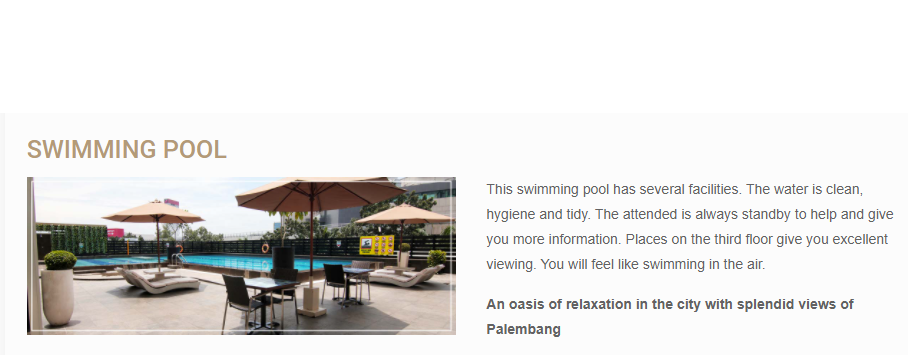 SWIMMING POOL
This swimming pool has several facilities. The water is clean,
hygiene and tidy. The attended is always standby to help and give
you more information. Places on the third floor give you excellent
viewing. You will feel like swimming in the air.
An oasis of relaxation in the city with splendid views of
Palembang